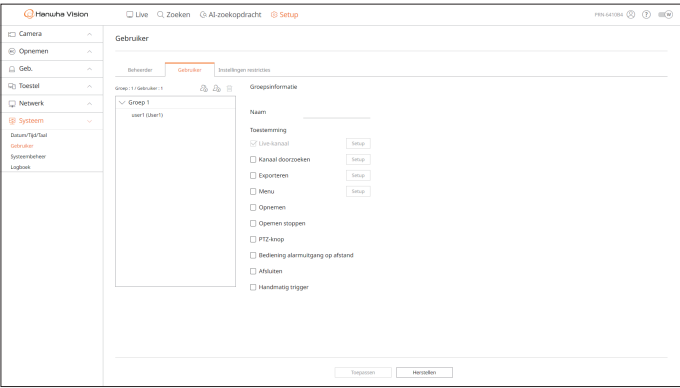 Hanwha Vision
Live Zoeken AI-zoekopdracht Setup
PRN-6410B4 ? W
Camera
Opnemen
Geb.
Toestel
Netwerk
Systeem
Datum/Tijd/Taal
Gebruiker
Systeembeheer
Logboek
Gebruiker
Beheerder Gebruiker Instellingen restricties
Groep : 1 / Gebruiker : 1
Groep 1
user1 (User1)
Groepsinformatie
Naam
Toestemming
Live-kanaal Setup
Kanaal doorzoeken Setup
Exporteren Setup
Menu Setup
Opnemen
Opemen stoppen
PTZ-knop
Bediening alarmuitgang op afstand
Afsluiten
Handmatig trigger
Toepassen Herstellen